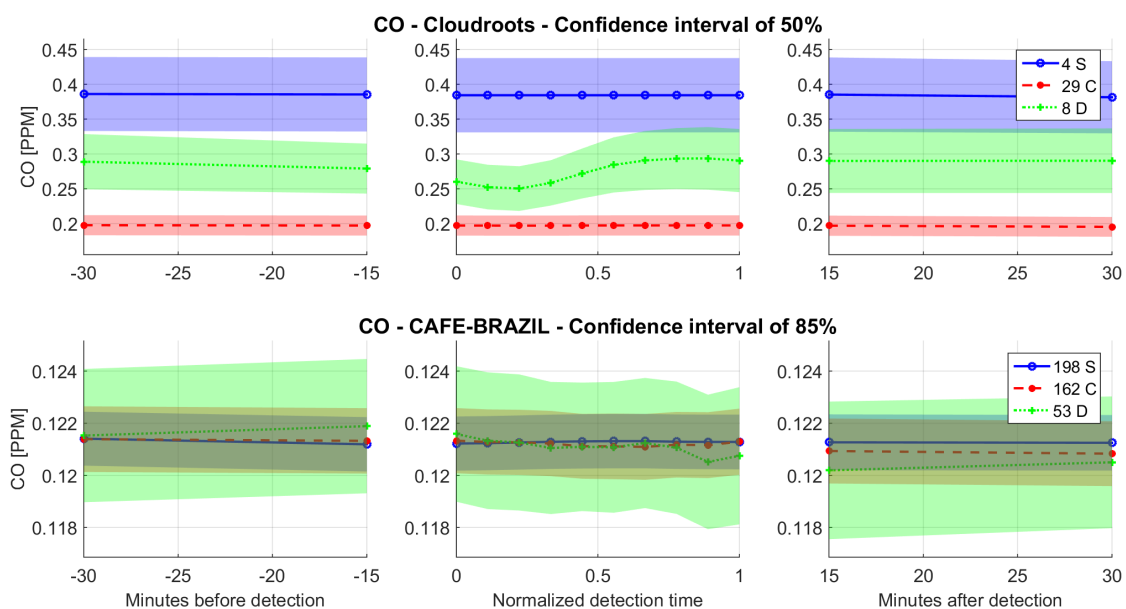 CO - Cloudroots - Confidence interval of 50%
CO [PPM]
0.45
0.4
0.35
0.3
0.25
0.2
-30 -25 -20 -15
0 0.5 1
15 20 25 30
4 S
29 C
8 D
CO - CAFE-BRAZIL - Confidence interval of 85%
CO [PPM]
0.124
0.122
0.12
0.118
-30 -25 -20 -15
0 0.5 1
15 20 25 30
198 S
162 C
53 D
Minutes before detection
Normalized detection time
Minutes after detection